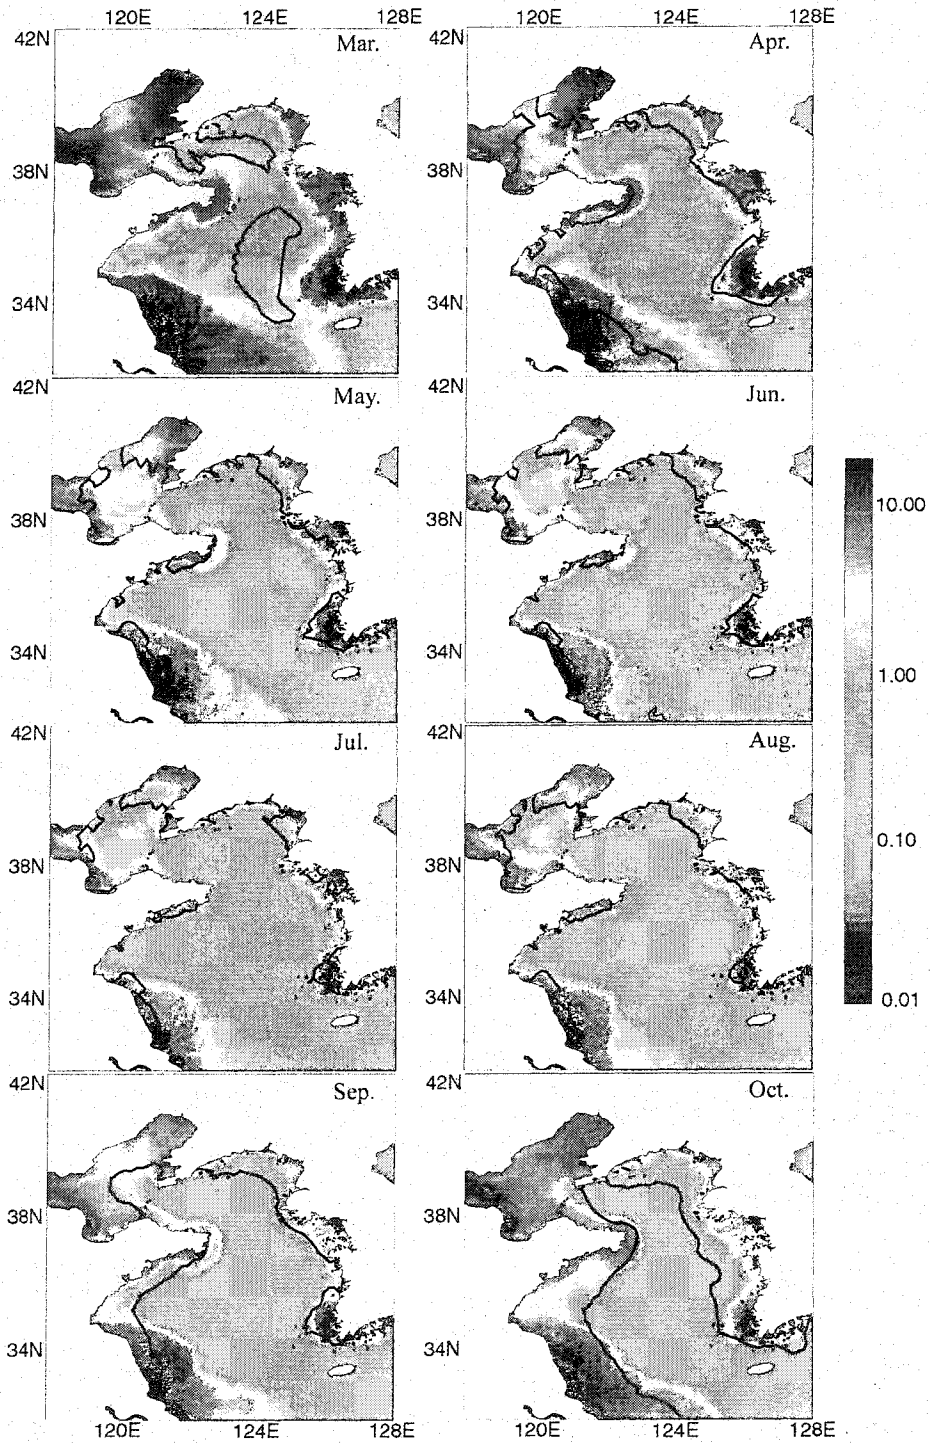 120E 124E 128E 120E 124E 128E
42N Mar. 42N Apr.
38N 38N
34N 34N
42N May. 42N Jun.
38N 38N
34N 34N
42N Jul. 42N Aug.
38N 38N
34N 34N
42N Sep. 42N Oct.
38N 38N
34N 34N
120E 124E 128E 120E 124E 128E
10.00
1.00
0.10
0.01